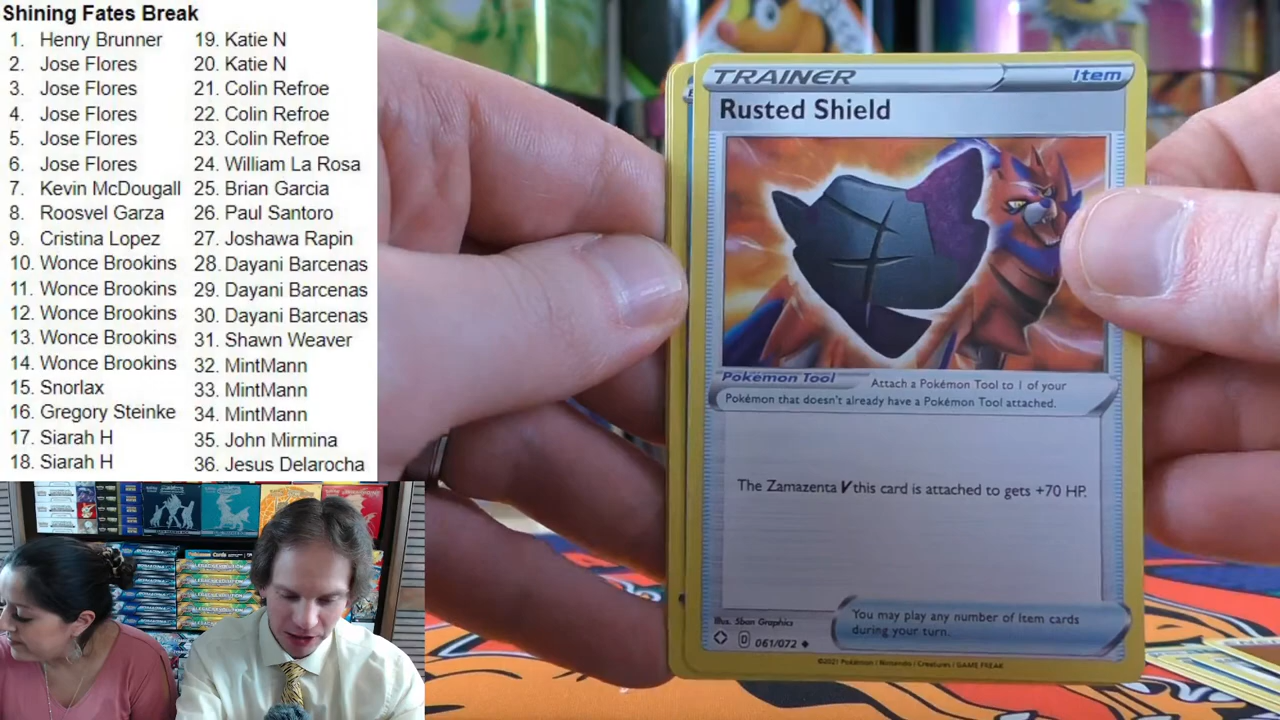 Shining Fates Break
1. Henry Brunner
2. Jose Flores
3. Jose Flores
4. Jose Flores
5. Jose Flores
6. Jose Flores
7. Kevin McDougall
8. Roosvel Garza
9. Cristina Lopez
10. Wonce Brookins
11. Wonce Brookins
12. Wonce Brookins
13. Wonce Brookins
14. Wonce Brookins
15. Snorlax
16. Gregory Steinke
17. Siarah H
18. Siarah H
19. Katie N
20. Katie N
21. Colin Refroe
22. Colin Refroe
23. Colin Refroe
24. William La Rosa
25. Brian Garcia
26. Paul Santoro
27. Joshawa Rapin
28. Dayani Barcenas
29. Dayani Barcenas
30. Dayani Barcenas
31. Shawn Weaver
32. MintMann
33. MintMann
34. MintMann
35. John Mirmina
36. Jesus Delarocha
TRAINER Item
Rusted Shield
Pokémon Tool Attach a Pokémon Tool to 1 of your
Pokémon that doesn't already have a Pokémon Tool attached.
The Zamazenta V this card is attached to gets +70 HP.
Illus. Sban Graphics
D 061/072
You may play any number of Item cards
during your turn.
©2021 Pokémon / Nintendo / Creatures / GAME FREAK